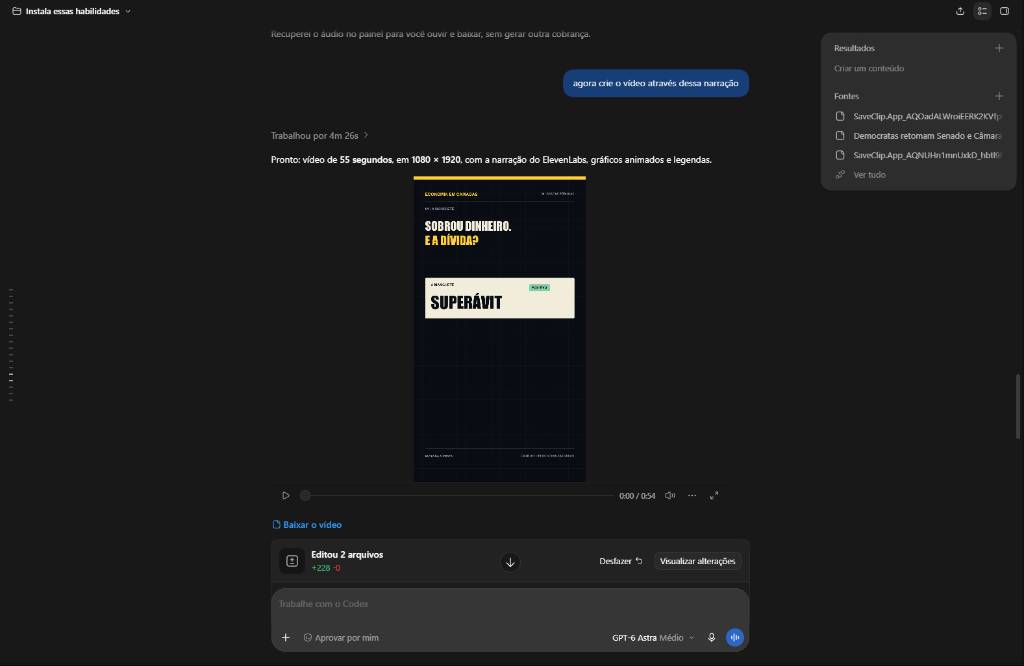 Instala essas habilidades
Recuperei o áudio no painel para você ouvir e baixar, sem gerar outra cobrança.
agora crie o vídeo através dessa narração
Trabalhou por 4m 26s
Pronto: vídeo de 55 segundos, em 1080 × 1920, com a narração do ElevenLabs, gráficos animados e legendas.
ECONOMIA EM CAMADAS
SOBROU DINHEIRO.
E A DÍVIDA?
A MANCHETE
SUPERÁVIT
0:00 / 0:54
Baixar o vídeo
Editou 2 arquivos
+228 -0
Desfazer
Visualizar alterações
Trabalhe com o Codex
Aprovar por mim
GPT-6 Astra Médio
Resultados
Criar um conteúdo
Fontes
Democratas retomam Senado e Câmara
Ver tudo